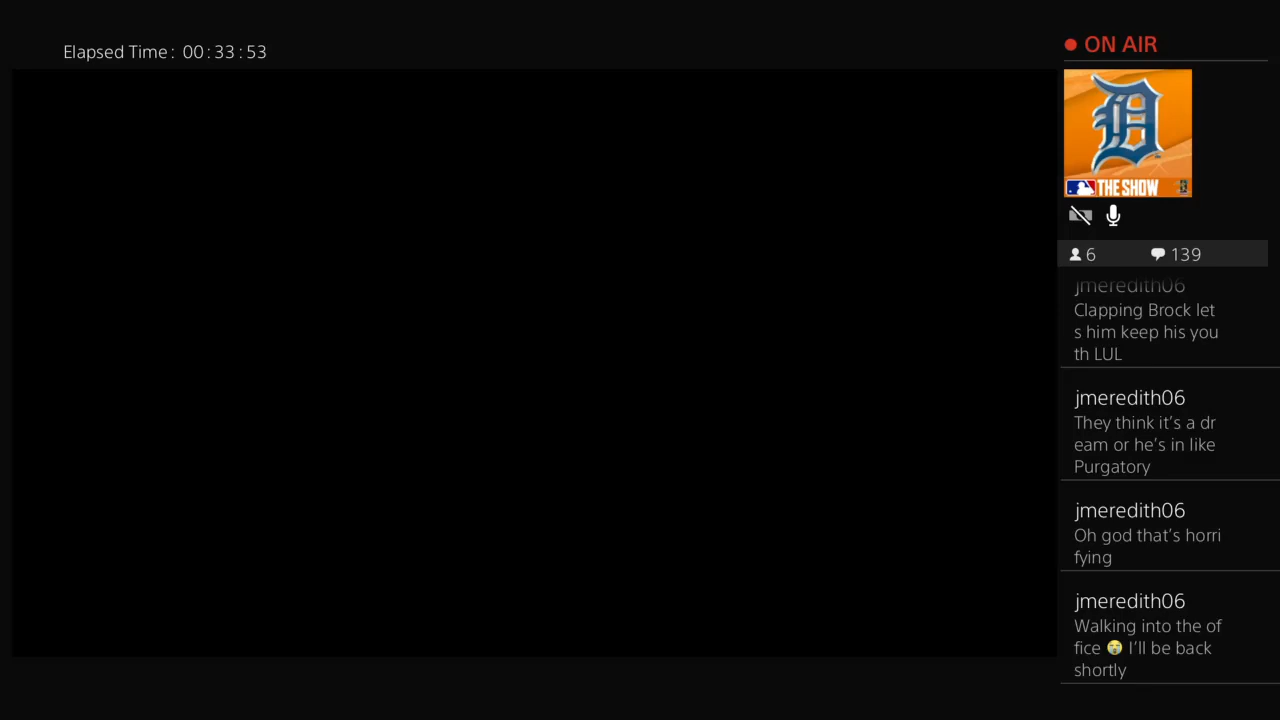 Elapsed Time: 00:33:53
ON AIR
D
THE SHOW
6 139
jmeredith06
Clapping Brock let
s him keep his you
th LUL
jmeredith06
They think it's a dr
eam or he's in like
Purgatory
jmeredith06
Oh god that's horri
fying
jmeredith06
Walking into the of
fice 😭 I'll be back
shortly